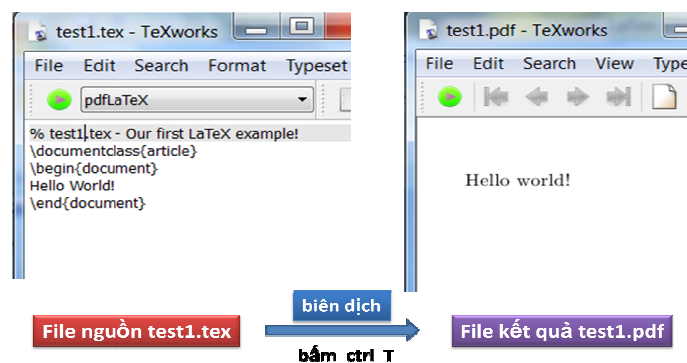 test1.tex - TeXworks
File Edit Search Format Typeset
pdfLaTeX
% test1.tex - Our first LaTeX example!
\documentclass{article}
\begin{document}
Hello World!
\end{document}
test1.pdf - TeXworks
File Edit Search View Type
Hello world!
File nguồn test1.tex
biên dịch
bấm ctrl T
File kết quả test1.pdf